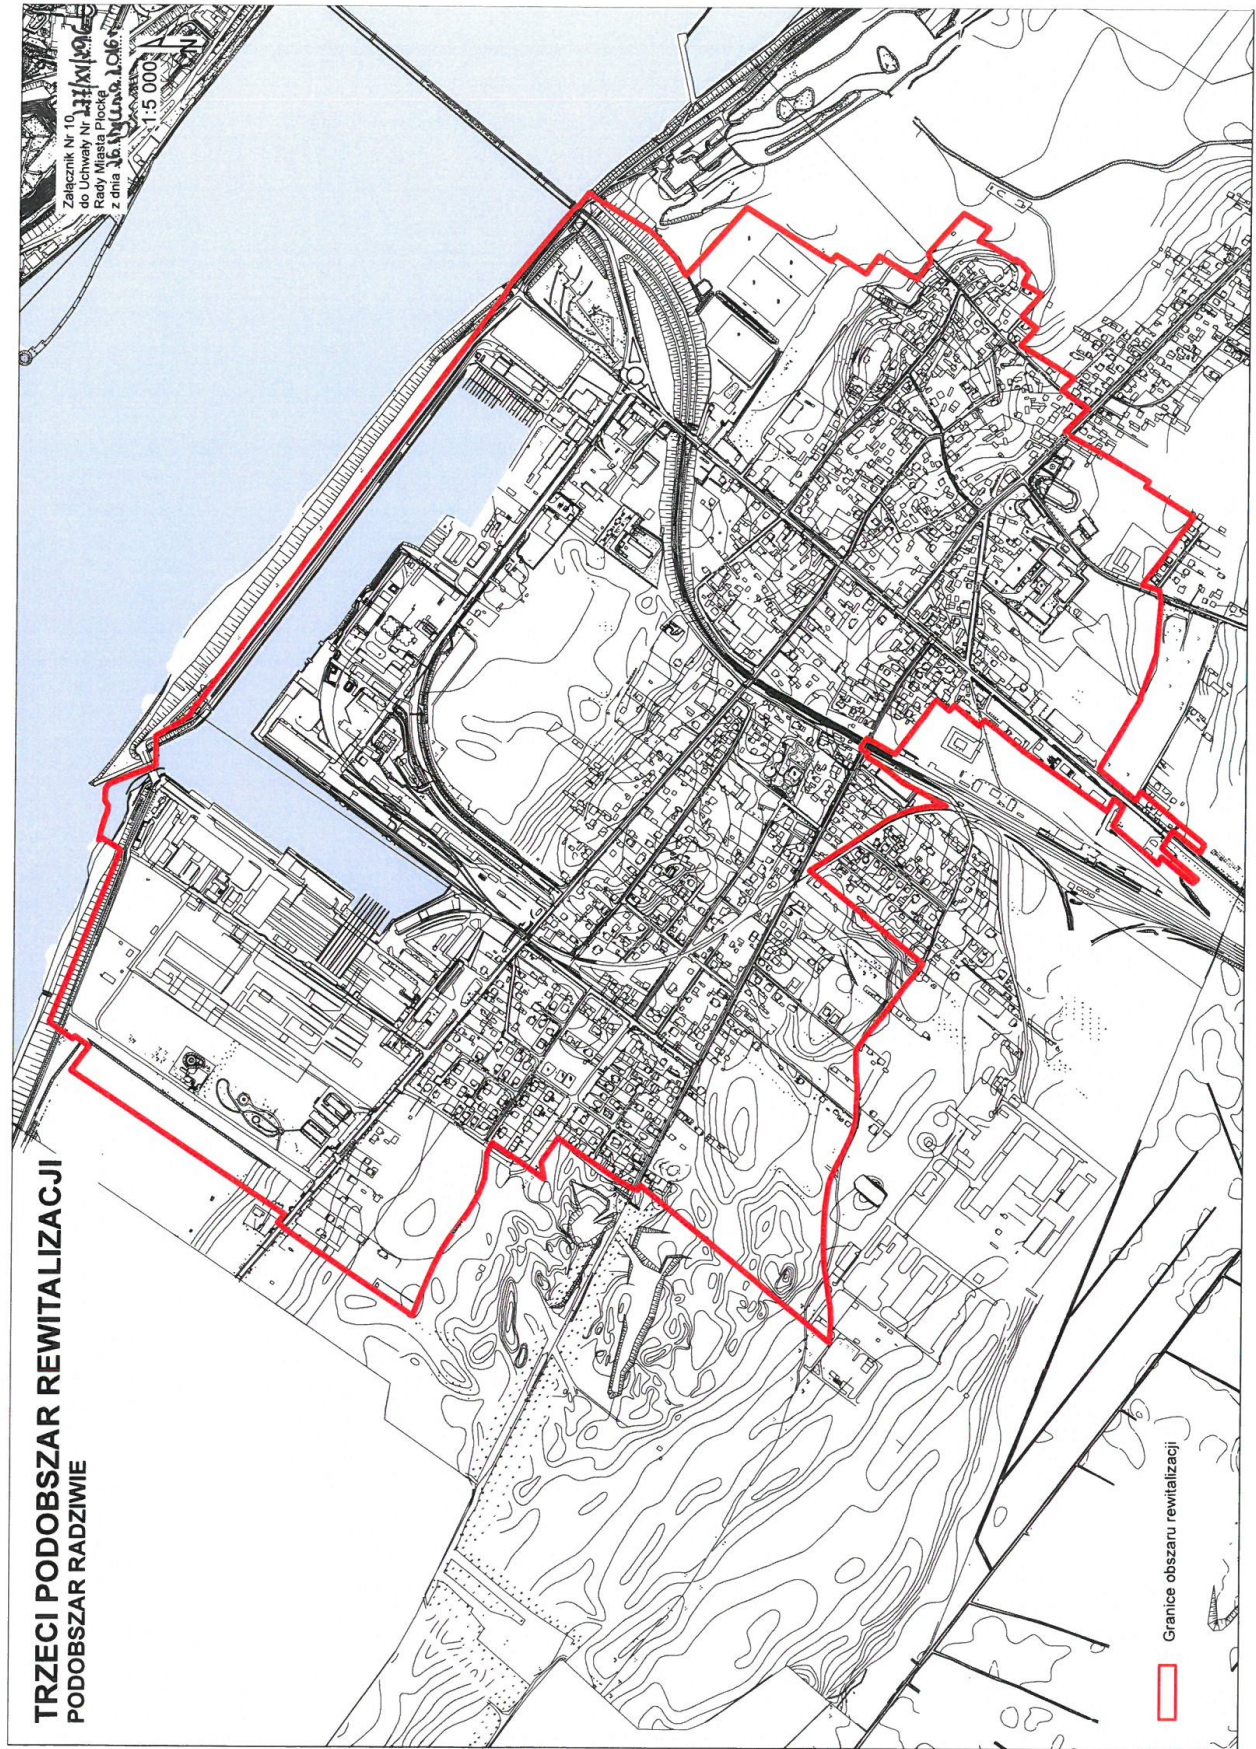 TRZECI PODOBSZAR REWITALIZACJI
PODOBSZAR RADZIWIE
Załącznik Nr 10
do Uchwały Nr
Rady Miasta Płocka
z dnia 2016
1:5 000
N
Granice obszaru rewitalizacji